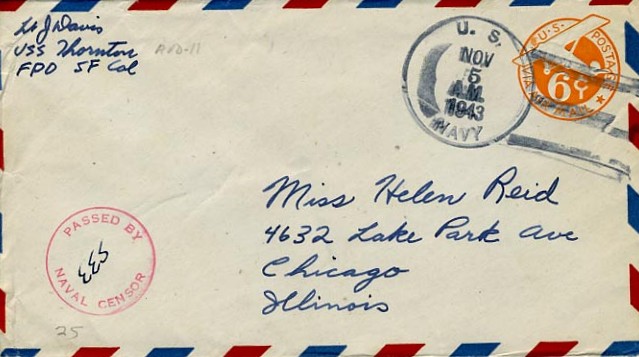 Lt J Davis
USS Thornton
AVD-11
FPO SF Cal
U. S.
NOV
5
A.M.
1943
NAVY
U.S. POSTAGE
VIA AIR MAIL
6¢
Miss Helen Reid
4632 Lake Park Ave
Chicago
Illinois
PASSED BY
NAVAL CENSOR
25